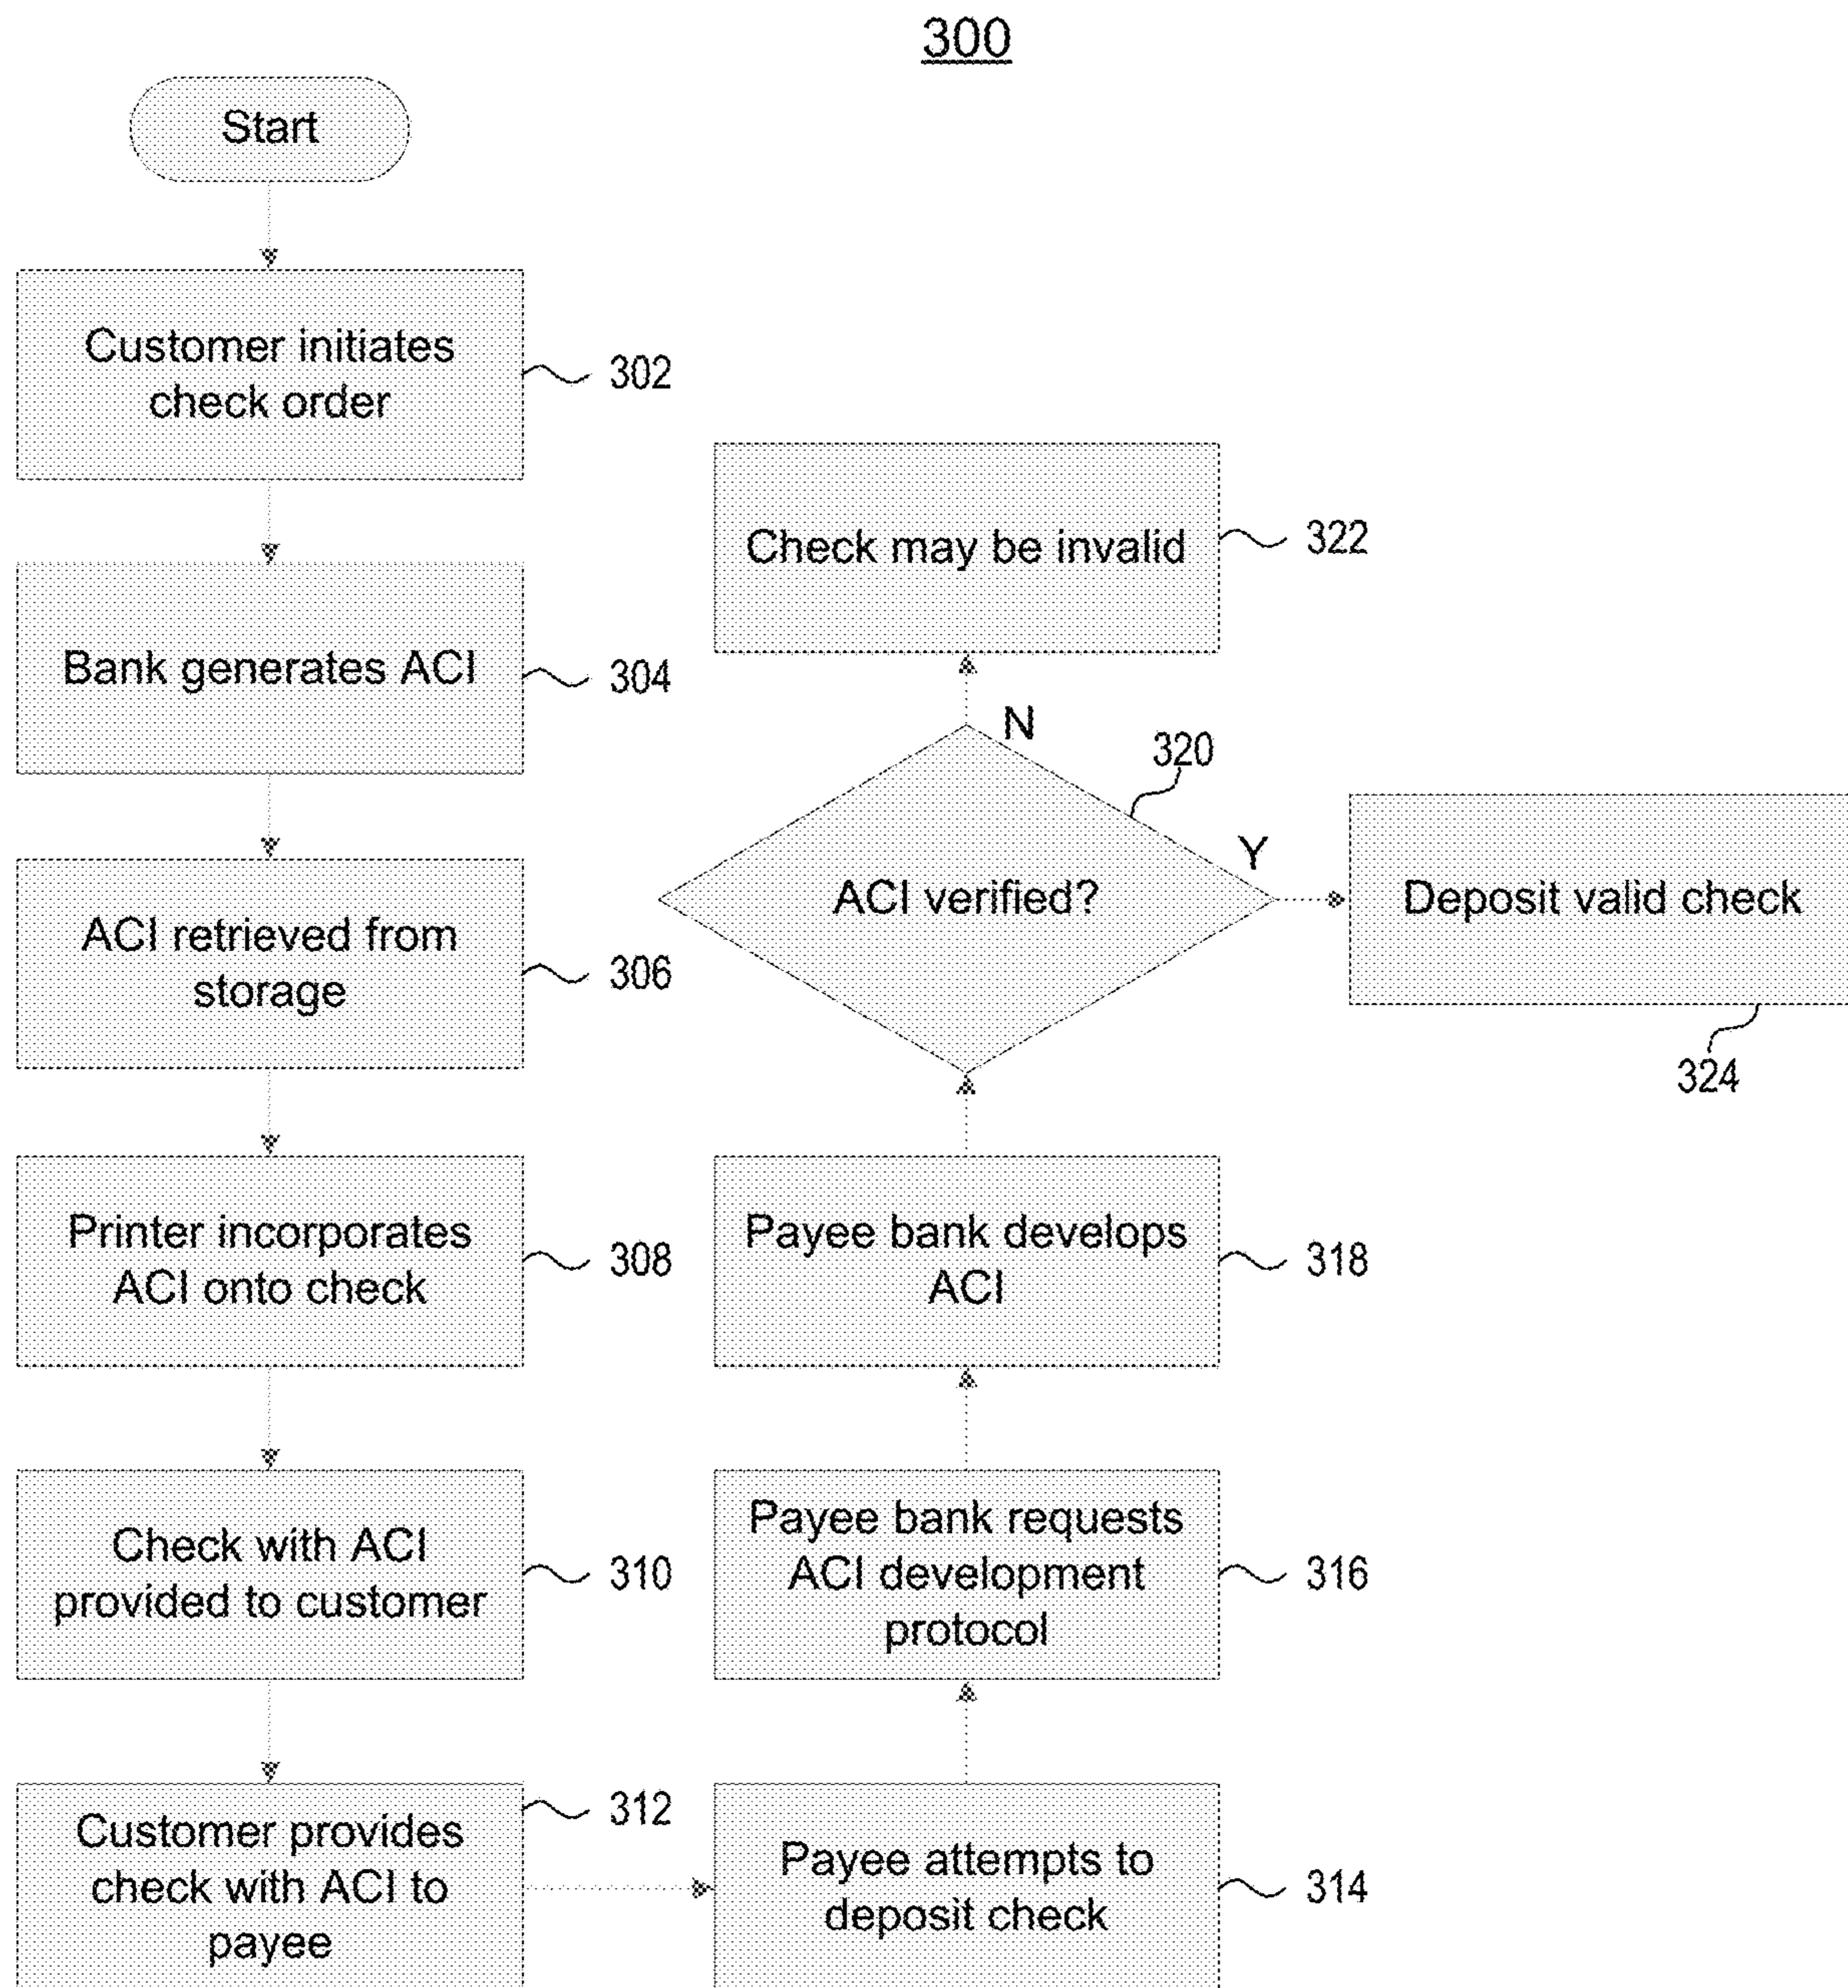 300
Start
Customer initiates
check order
302
Bank generates ACI
304
ACI retrieved from
storage
306
Printer incorporates
ACI onto check
308
Check with ACI
provided to customer
310
Customer provides
check with ACI to
payee
312
Payee attempts to
deposit check
314
Payee bank requests
ACI development
protocol
316
Payee bank develops
ACI
318
ACI verified?
320
N
Check may be invalid
322
Y
Deposit valid check
324